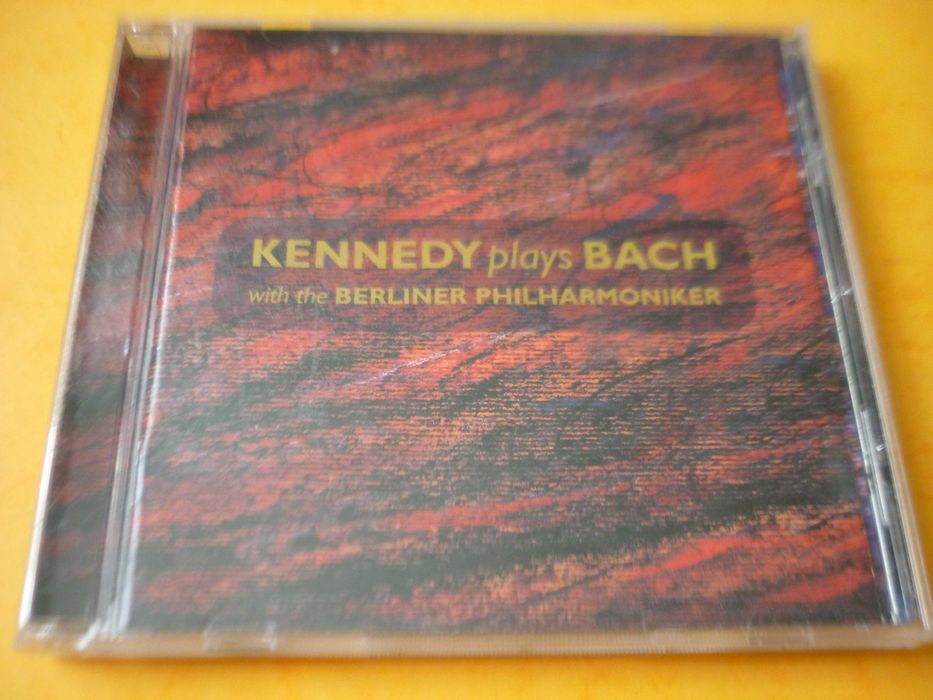 KENNEDY plays BACH
with the BERLINER PHILHARMONIKER